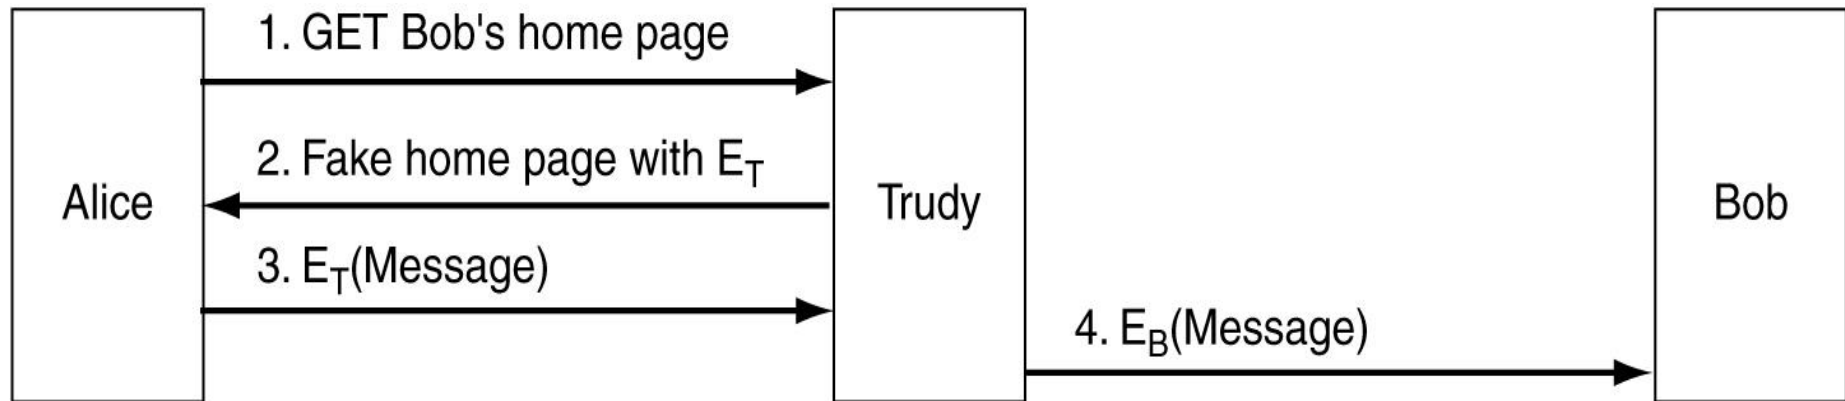 1. GET Bob's home page
2. Fake home page with E_T
Alice
Trudy
Bob
3. E_T(Message)
4. E_B(Message)